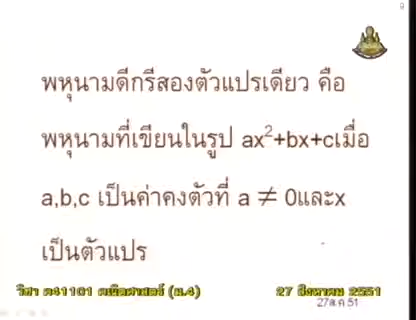 พหุนามดีกรีสองตัวแปรเดียว คือ
พหุนามที่เขียนในรูป ax²+bx+cเมื่อ
a,b,c เป็นค่าคงตัวที่ a ≠ 0และx
เป็นตัวแปร
วิชา ค41101 คณิตศาสตร์ (ม.4) 27 สิงหาคม 2551
27ส.ค 51